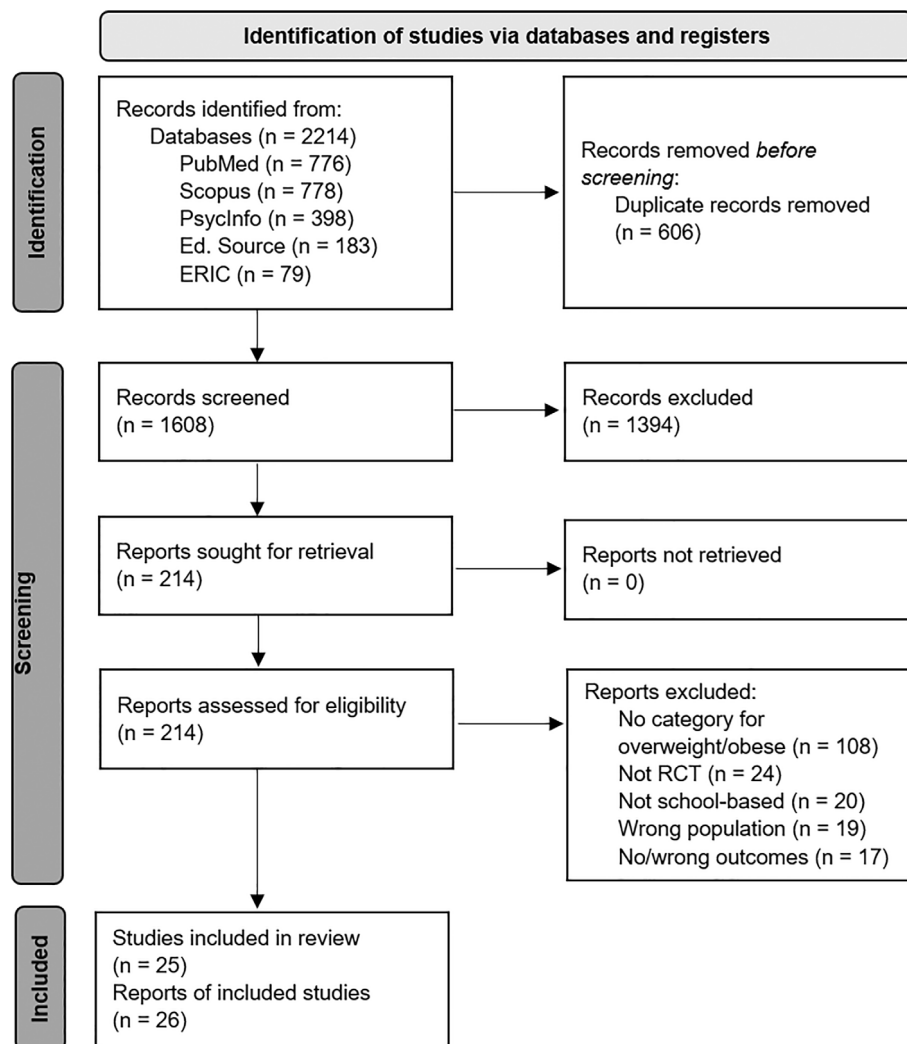 Identification of studies via databases and registers
Identification
Records identified from:
Databases (n = 2214)
PubMed (n = 776)
Scopus (n = 778)
PsycInfo (n = 398)
Ed. Source (n = 183)
ERIC (n = 79)
Records removed before
screening:
Duplicate records removed
(n = 606)
Screening
Records screened
(n = 1608)
Records excluded
(n = 1394)
Reports sought for retrieval
(n = 214)
Reports not retrieved
(n = 0)
Reports assessed for eligibility
(n = 214)
Reports excluded:
No category for
overweight/obese (n = 108)
Not RCT (n = 24)
Not school-based (n = 20)
Wrong population (n = 19)
No/wrong outcomes (n = 17)
Included
Studies included in review
(n = 25)
Reports of included studies
(n = 26)